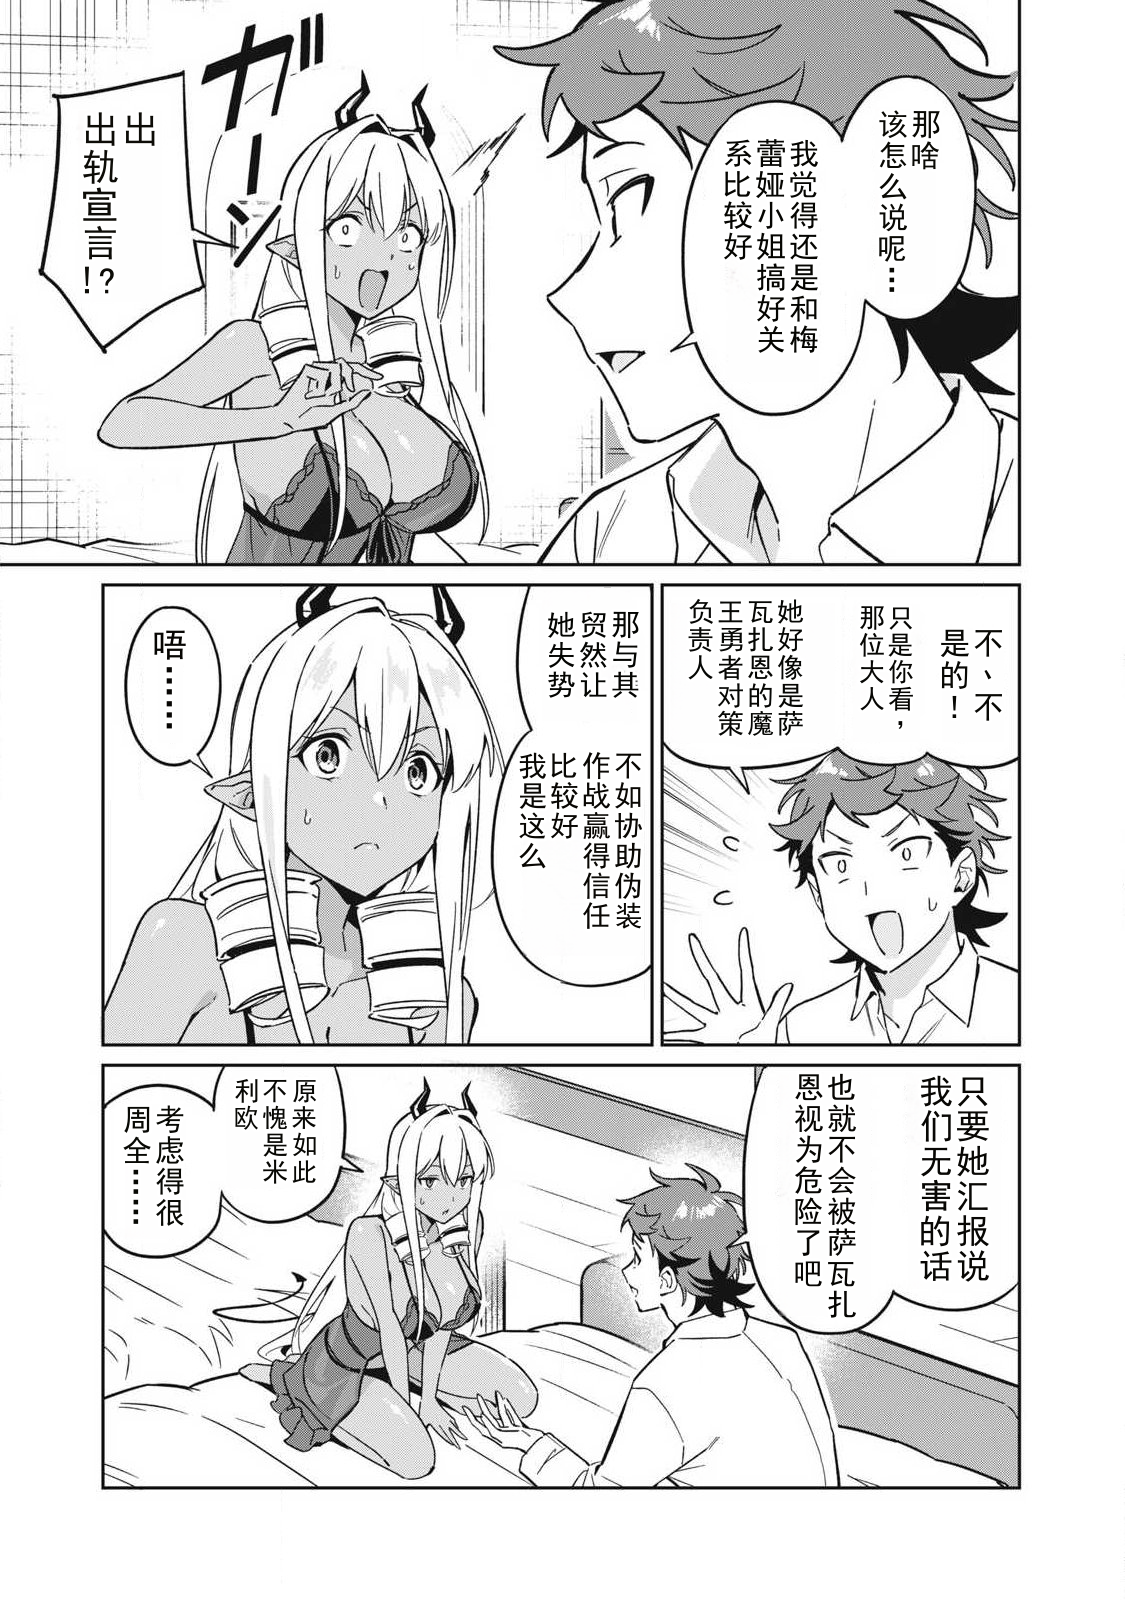 那啥
该怎么说呢…
我觉得还是和梅
蕾娅小姐搞好关
系比较好
ガーン
出
出轨宣言
!?
不、不
是的!
只是你看，
那位大人
她好像是萨
瓦扎恩的魔
王勇者对策
负责人
那与其
贸然让
她失势
不如协助伪装
作战赢得信任
比较好
我是这么
唔……
只要她汇报说
我们无害的话
也就不会被萨瓦扎
恩视为危险了吧
原来如此
不愧是米
利欧
考虑得很
周全……